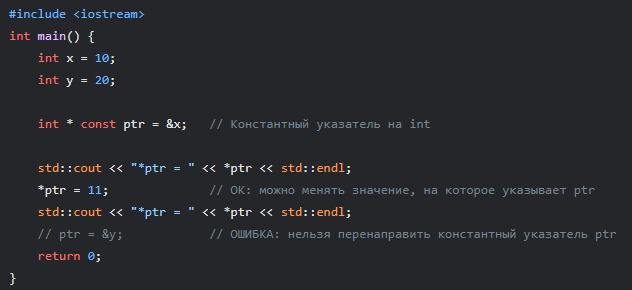 #include <iostream>
int main() {
    int x = 10;
    int y = 20;

    int * const ptr = &x;   // Константный указатель на int

    std::cout << "*ptr = " << *ptr << std::endl;
    *ptr = 11;              // OK: можно менять значение, на которое указывает ptr
    std::cout << "*ptr = " << *ptr << std::endl;
    // ptr = &y;            // ОШИБКА: нельзя перенаправить константный указатель ptr
    return 0;
}